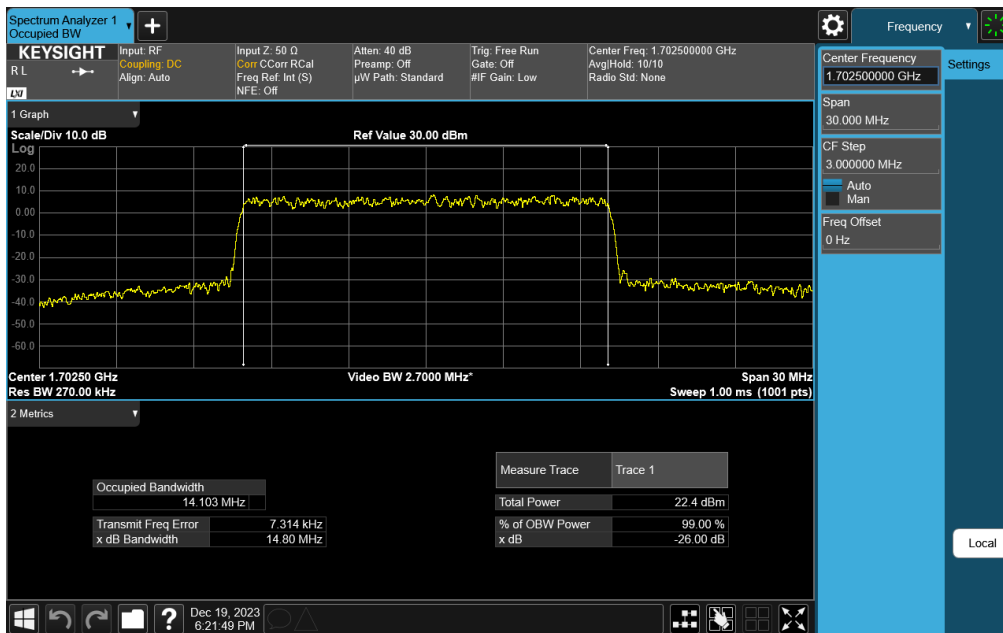 Spectrum Analyzer 1
Occupied BW
Frequency
KEYSIGHT
R L
LXI
Input: RF
Coupling: DC
Align: Auto
Input Z: 50 Ω
Corr CCorr RCal
Freq Ref: Int (S)
NFE: Off
Atten: 40 dB
Preamp: Off
µW Path: Standard
Trig: Free Run
Gate: Off
#IF Gain: Low
Center Freq: 1.702500000 GHz
Avg|Hold: 10/10
Radio Std: None
Center Frequency
1.702500000 GHz
Settings
Span
30.000 MHz
CF Step
3.000000 MHz
Auto
Man
Freq Offset
0 Hz
Local
1 Graph
Scale/Div 10.0 dB
Ref Value 30.00 dBm
Log
20.0
10.0
0.00
-10.0
-20.0
-30.0
-40.0
-50.0
-60.0
Center 1.70250 GHz
Video BW 2.7000 MHz*
Span 30 MHz
Res BW 270.00 kHz
Sweep 1.00 ms (1001 pts)
2 Metrics
Measure Trace
Trace 1
Occupied Bandwidth
14.103 MHz
Total Power
22.4 dBm
Transmit Freq Error
7.314 kHz
% of OBW Power
99.00 %
x dB Bandwidth
14.80 MHz
x dB
-26.00 dB
?
Dec 19, 2023
6:21:49 PM